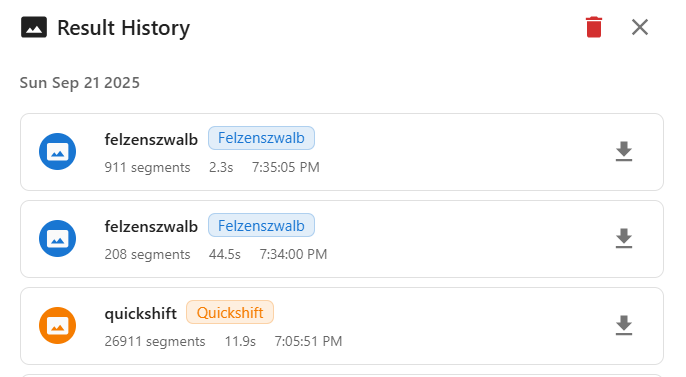 Result History
Sun Sep 21 2025
felzenszwalb Felzenszwalb
911 segments 2.3s 7:35:05 PM
felzenszwalb Felzenszwalb
208 segments 44.5s 7:34:00 PM
quickshift Quickshift
26911 segments 11.9s 7:05:51 PM